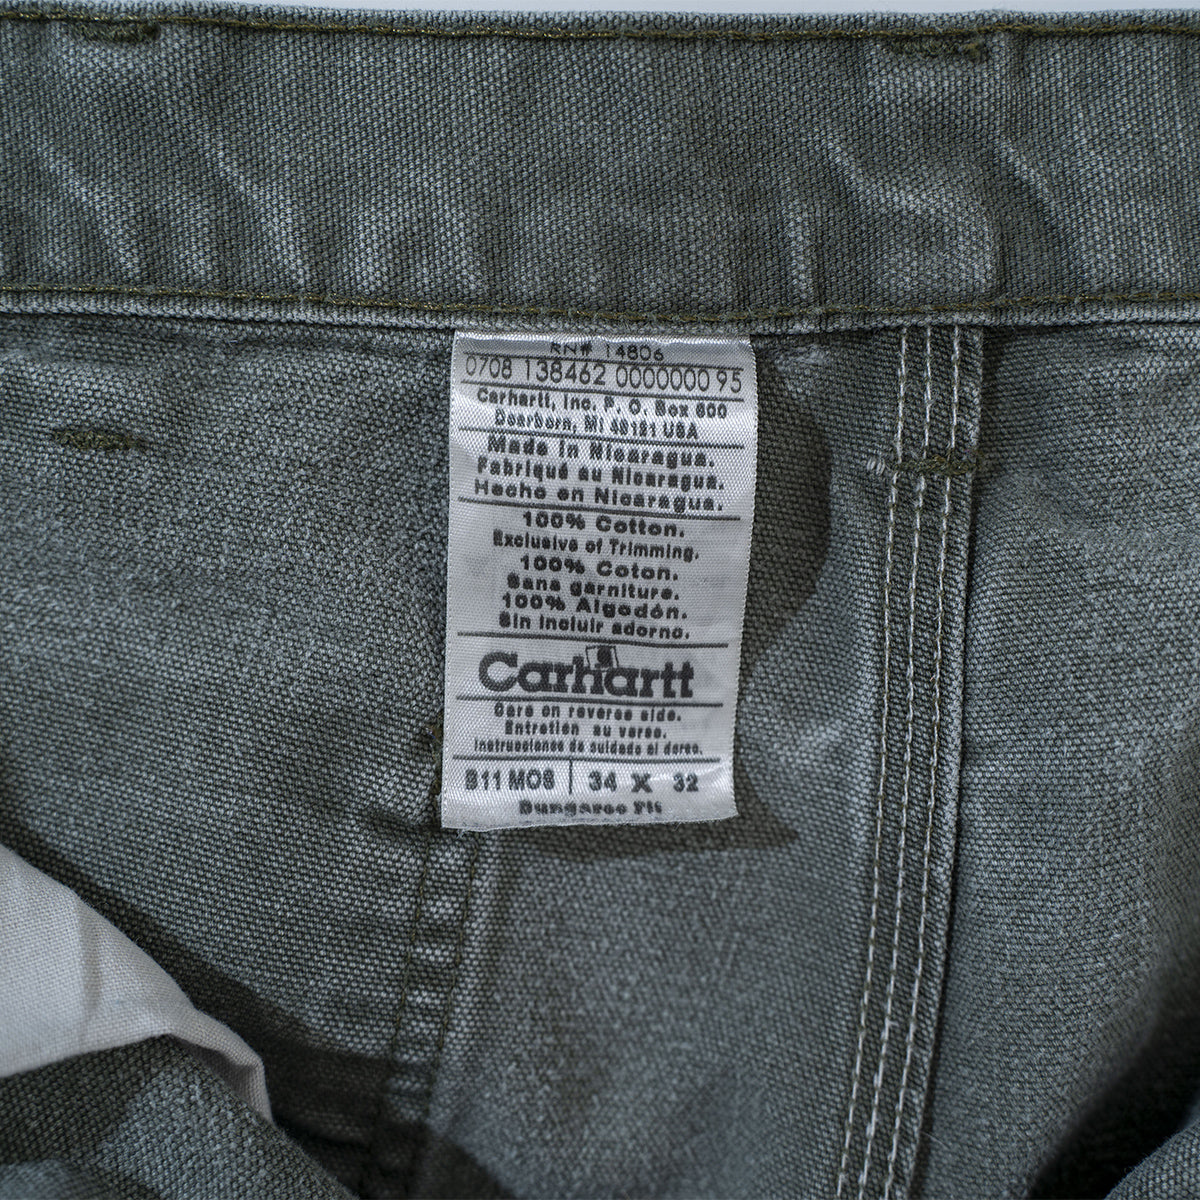 RN# 14806
0708 138462 0000000 95
Carhartt, Inc. P. O. Box 600
Dearborn, MI 48121 USA
Made in Nicaragua.
Fabriqué au Nicaragua.
Hecho en Nicaragua.
100% Cotton.
Exclusive of Trimming.
100% Coton.
Sans garniture.
100% Algodón.
Sin incluir adorno.
Carhartt
Care on reverse side.
Entretien au verso.
Instrucciones de cuidado al dorso.
B11 MOS | 34 X 32
Dungaree Fit